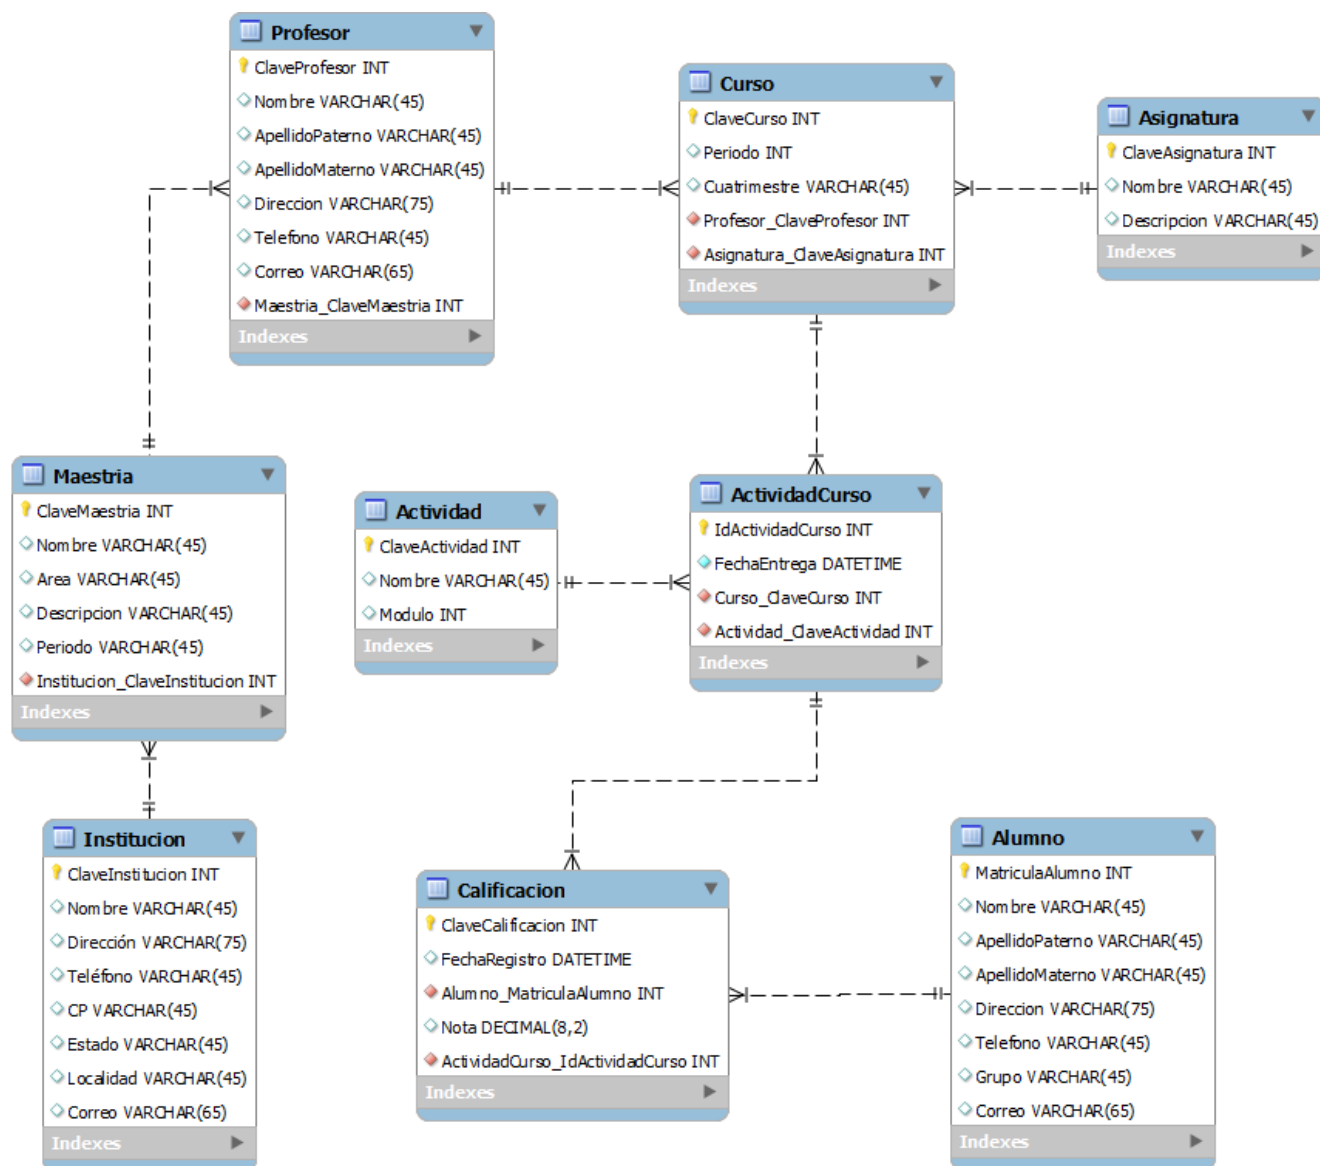 Profesor
ClaveProfesor INT
Nombre VARCHAR(45)
ApellidoPaterno VARCHAR(45)
ApellidoMaterno VARCHAR(45)
Direccion VARCHAR(75)
Telefono VARCHAR(45)
Correo VARCHAR(65)
Maestria_ClaveMaestria INT
Indexes
Curso
ClaveCurso INT
Periodo INT
Cuatrimestre VARCHAR(45)
Profesor_ClaveProfesor INT
Asignatura_ClaveAsignatura INT
Indexes
Asignatura
ClaveAsignatura INT
Nombre VARCHAR(45)
Descripcion VARCHAR(45)
Indexes
Maestria
ClaveMaestria INT
Nombre VARCHAR(45)
Area VARCHAR(45)
Descripcion VARCHAR(45)
Periodo VARCHAR(45)
Institucion_ClaveInstitucion INT
Indexes
Actividad
ClaveActividad INT
Nombre VARCHAR(45)
Modulo INT
Indexes
ActividadCurso
IdActividadCurso INT
FechaEntrega DATETIME
Curso_ClaveCurso INT
Actividad_ClaveActividad INT
Indexes
Institucion
ClaveInstitucion INT
Nombre VARCHAR(45)
Dirección VARCHAR(75)
Teléfono VARCHAR(45)
CP VARCHAR(45)
Estado VARCHAR(45)
Localidad VARCHAR(45)
Correo VARCHAR(65)
Indexes
Calificacion
ClaveCalificacion INT
FechaRegistro DATETIME
Alumno_MatriculaAlumno INT
Nota DECIMAL(8,2)
ActividadCurso_IdActividadCurso INT
Indexes
Alumno
MatriculaAlumno INT
Nombre VARCHAR(45)
ApellidoPaterno VARCHAR(45)
ApellidoMaterno VARCHAR(45)
Direccion VARCHAR(75)
Telefono VARCHAR(45)
Grupo VARCHAR(45)
Correo VARCHAR(65)
Indexes